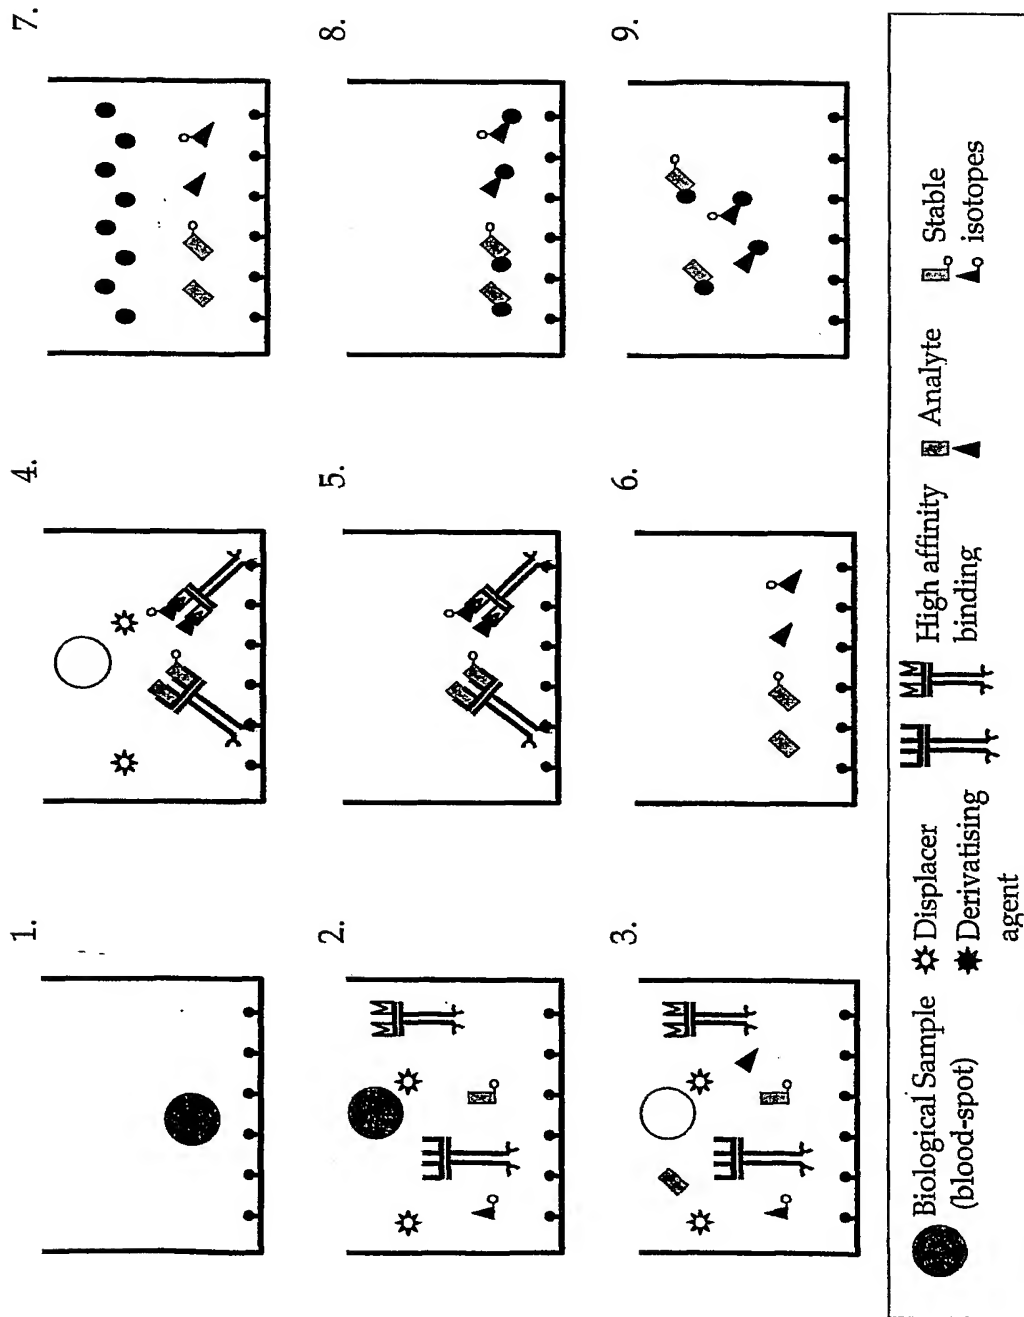 1.
2.
3.
4.
5.
6.
7.
8.
9.
Biological Sample
(blood-spot)
Displacer
Derivatising
agent
High affinity
binding
Analyte
Stable
isotopes